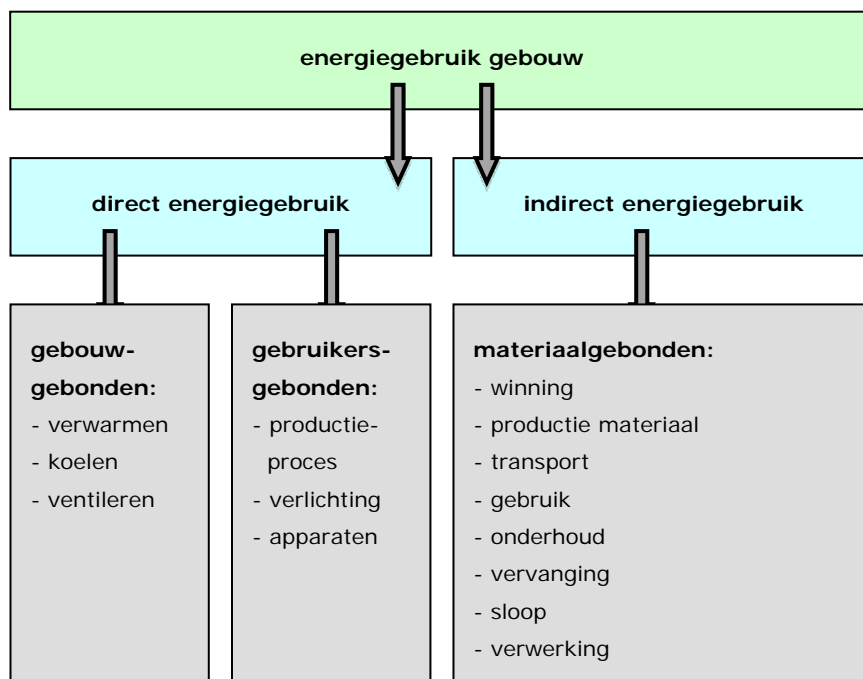 energiegebruik gebouw
direct energiegebruik
indirect energiegebruik
gebouw-
gebonden:
- verwarmen
- koelen
- ventileren
gebruikers-
gebonden:
- productie-
proces
- verlichting
- apparaten
materiaalgebonden:
- winning
- productie materiaal
- transport
- gebruik
- onderhoud
- vervanging
- sloop
- verwerking